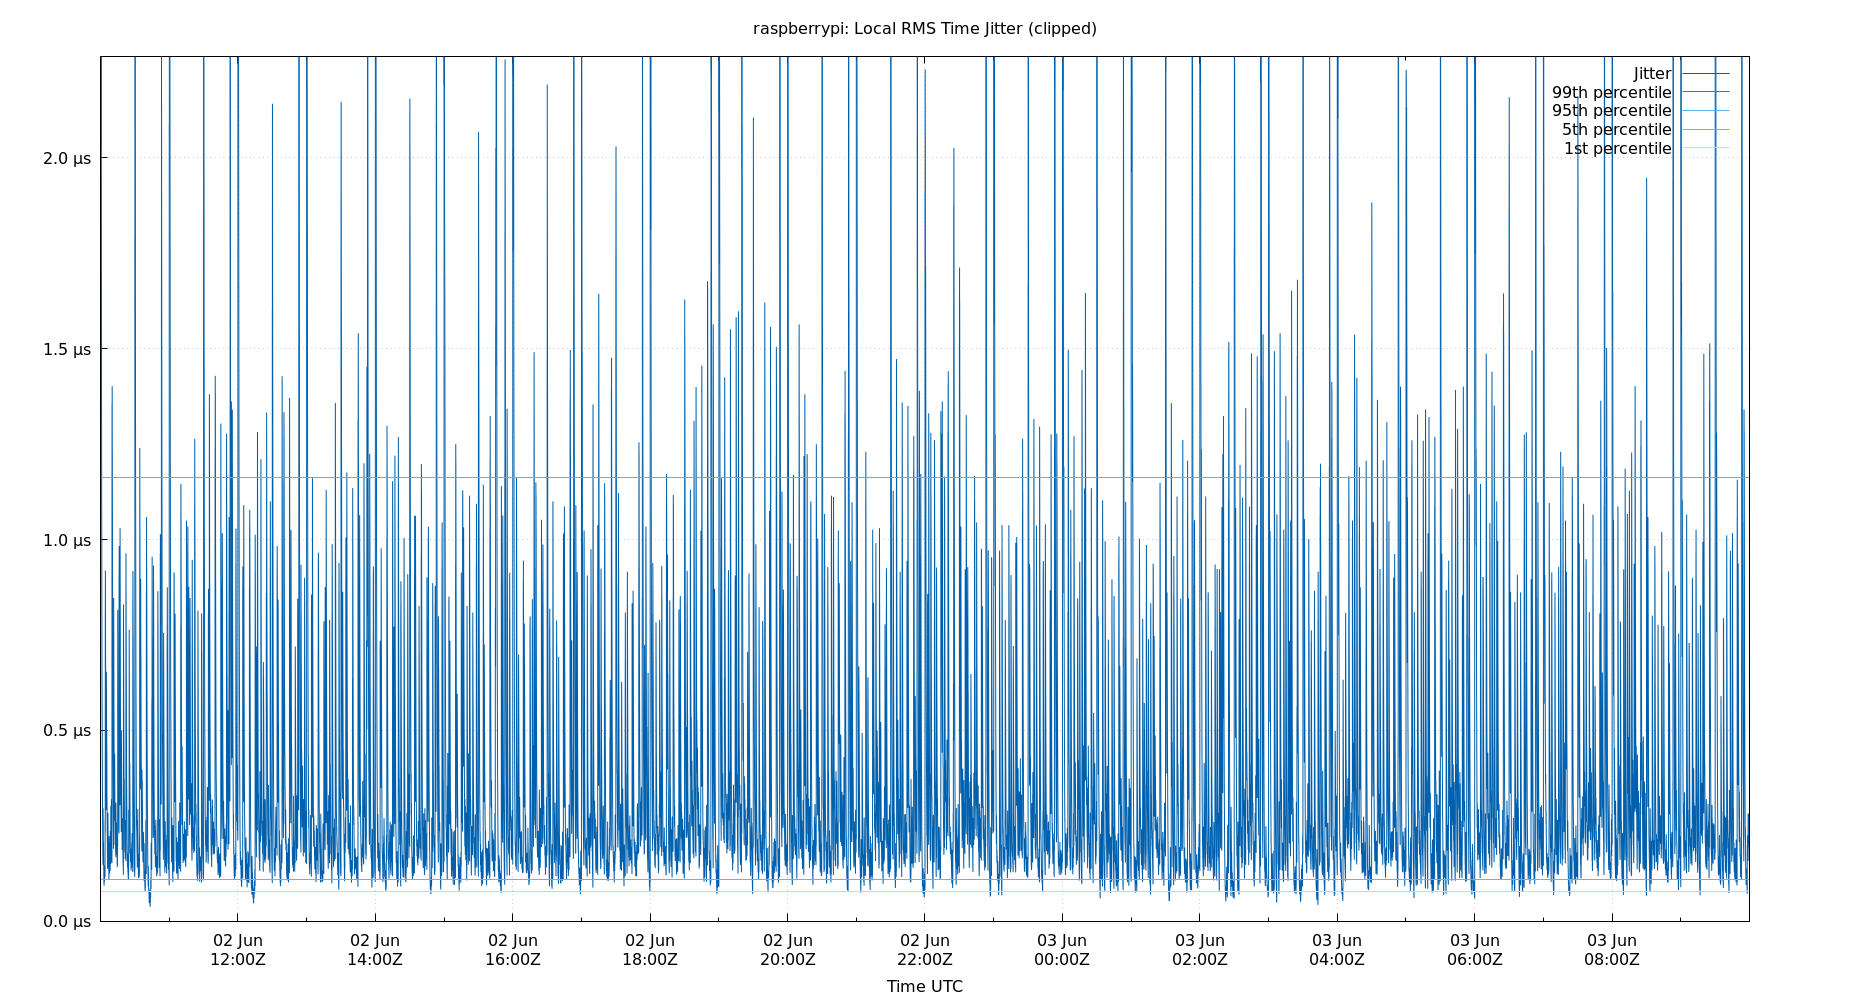 raspberrypi: Local RMS Time Jitter (clipped)
Jitter
99th percentile
95th percentile
5th percentile
1st percentile
2.0 µs
1.5 µs
1.0 µs
0.5 µs
0.0 µs
02 Jun 02 Jun 02 Jun 02 Jun 02 Jun 02 Jun 03 Jun 03 Jun 03 Jun 03 Jun 03 Jun
12:00Z 14:00Z 16:00Z 18:00Z 20:00Z 22:00Z 00:00Z 02:00Z 04:00Z 06:00Z 08:00Z
Time UTC